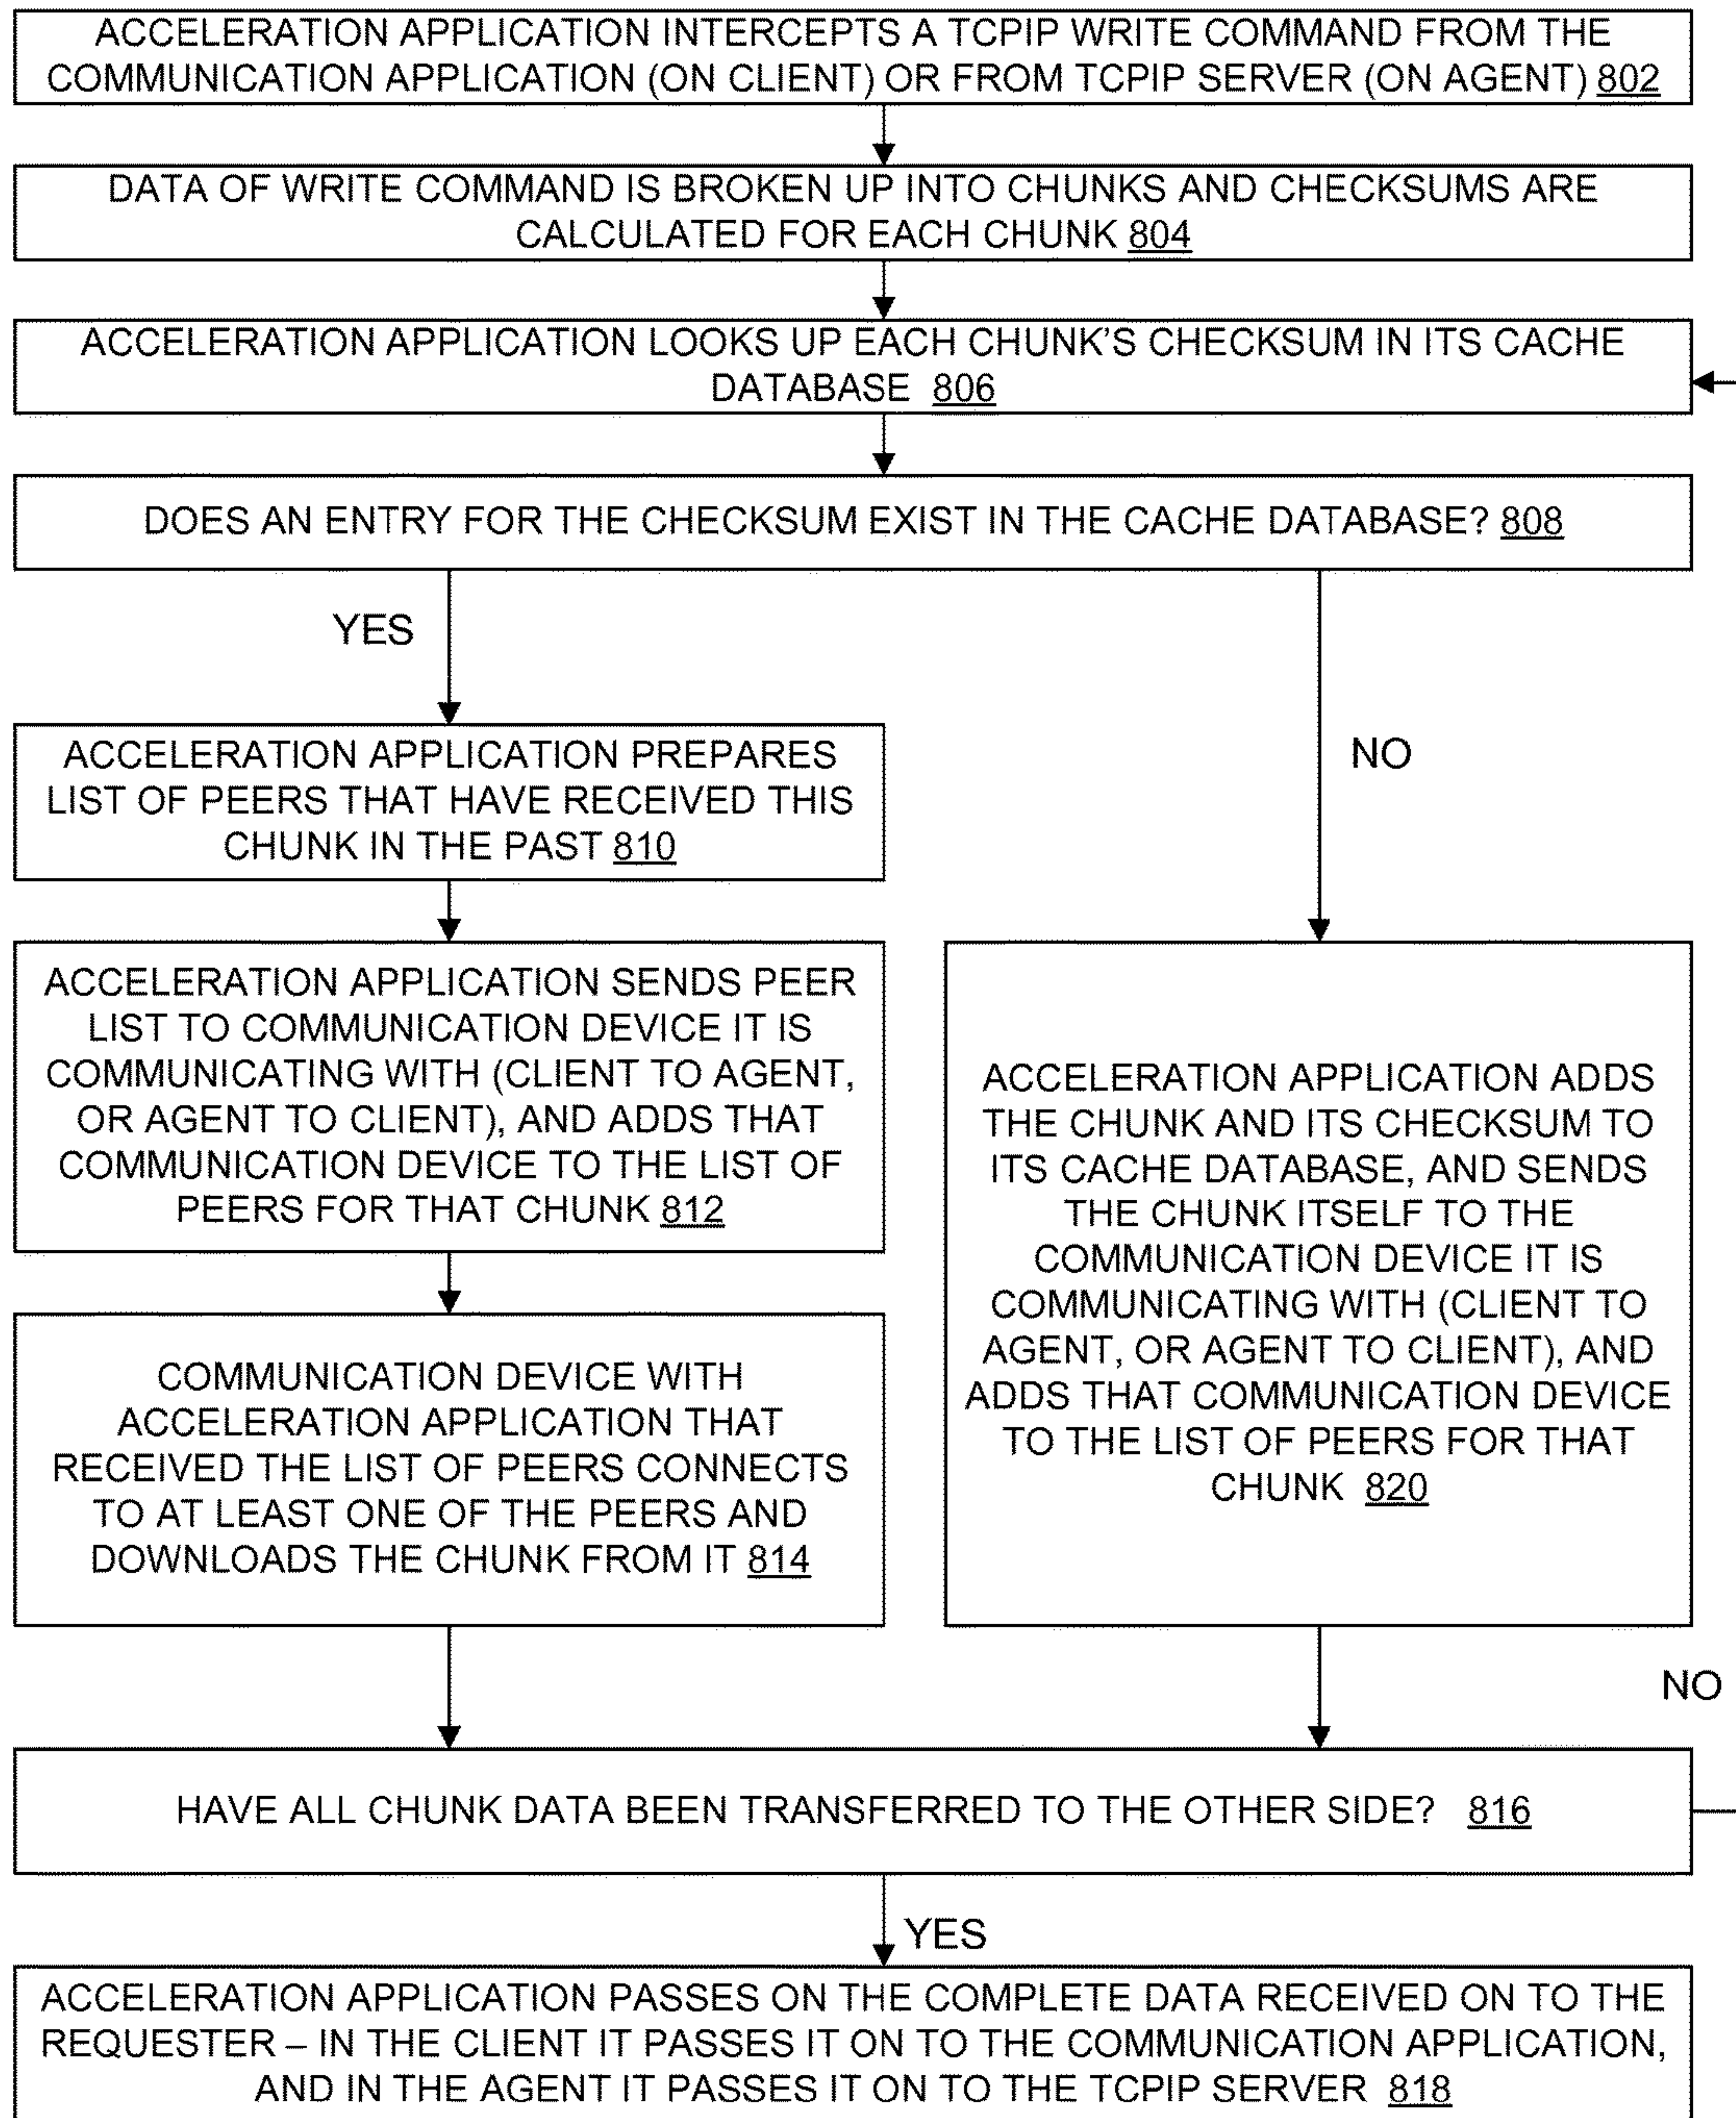 ACCELERATION APPLICATION INTERCEPTS A TCPIP WRITE COMMAND FROM THE
COMMUNICATION APPLICATION (ON CLIENT) OR FROM TCPIP SERVER (ON AGENT) 802
DATA OF WRITE COMMAND IS BROKEN UP INTO CHUNKS AND CHECKSUMS ARE
CALCULATED FOR EACH CHUNK 804
ACCELERATION APPLICATION LOOKS UP EACH CHUNK'S CHECKSUM IN ITS CACHE
DATABASE 806
DOES AN ENTRY FOR THE CHECKSUM EXIST IN THE CACHE DATABASE? 808
YES
ACCELERATION APPLICATION PREPARES
LIST OF PEERS THAT HAVE RECEIVED THIS
CHUNK IN THE PAST 810
ACCELERATION APPLICATION SENDS PEER
LIST TO COMMUNICATION DEVICE IT IS
COMMUNICATING WITH (CLIENT TO AGENT,
OR AGENT TO CLIENT), AND ADDS THAT
COMMUNICATION DEVICE TO THE LIST OF
PEERS FOR THAT CHUNK 812
COMMUNICATION DEVICE WITH
ACCELERATION APPLICATION THAT
RECEIVED THE LIST OF PEERS CONNECTS
TO AT LEAST ONE OF THE PEERS AND
DOWNLOADS THE CHUNK FROM IT 814
NO
ACCELERATION APPLICATION ADDS
THE CHUNK AND ITS CHECKSUM TO
ITS CACHE DATABASE, AND SENDS
THE CHUNK ITSELF TO THE
COMMUNICATION DEVICE IT IS
COMMUNICATING WITH (CLIENT TO
AGENT, OR AGENT TO CLIENT), AND
ADDS THAT COMMUNICATION DEVICE
TO THE LIST OF PEERS FOR THAT
CHUNK 820
NO
HAVE ALL CHUNK DATA BEEN TRANSFERRED TO THE OTHER SIDE? 816
YES
ACCELERATION APPLICATION PASSES ON THE COMPLETE DATA RECEIVED ON TO THE
REQUESTER – IN THE CLIENT IT PASSES IT ON TO THE COMMUNICATION APPLICATION,
AND IN THE AGENT IT PASSES IT ON TO THE TCPIP SERVER 818